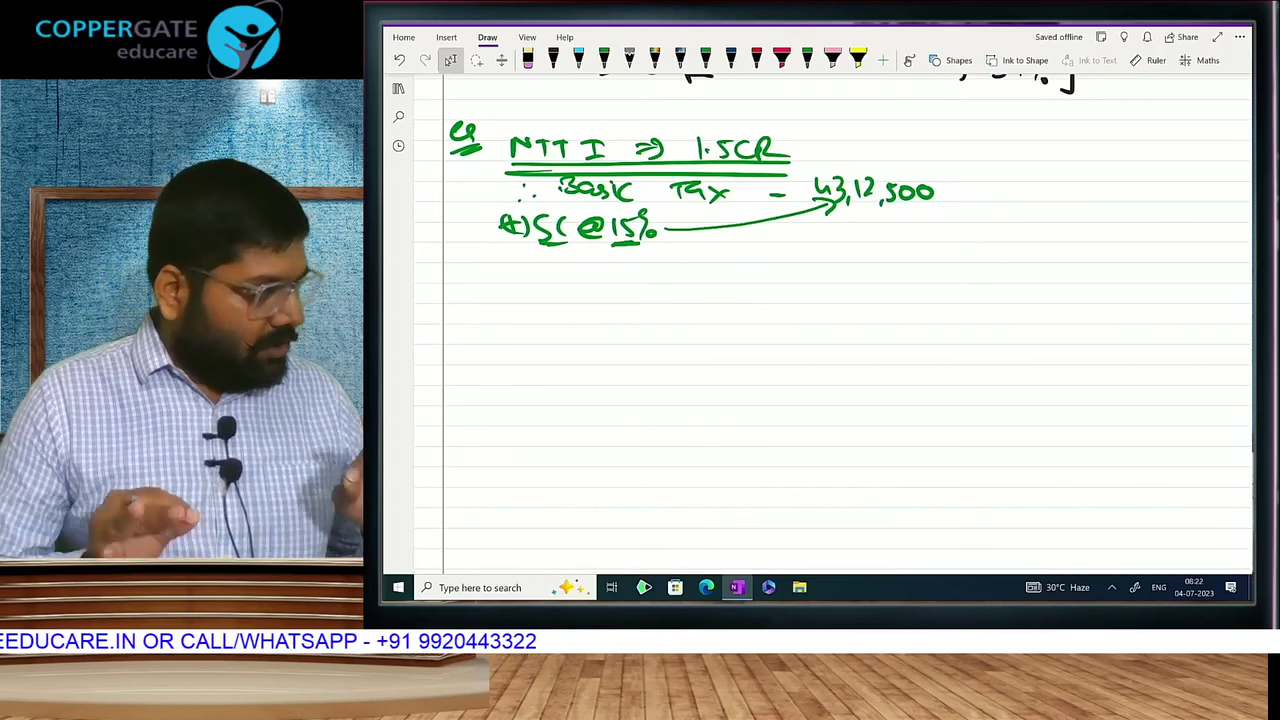 COPPERGATE
educare
Home Insert Draw View Help
Saved offline Share
Shapes Ink to Shape Ink to Text Ruler Maths
Eg
NTTI ⇒ 1.5CR
∴ Basic Tax - 43,12,500
(+) SC @ 15%
Type here to search
30°C Haze ENG 08:22
04-07-2023
EEDUCARE.IN OR CALL/WHATSAPP - +91 9920443322